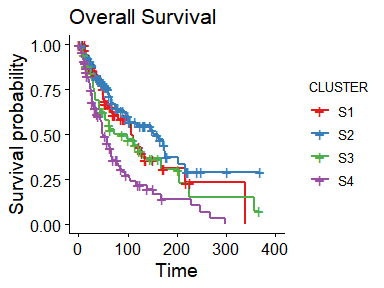 Overall Survival
Survival probability
1.00
0.75
0.50
0.25
0.00
0 100 200 300 400
Time
CLUSTER
S1
S2
S3
S4